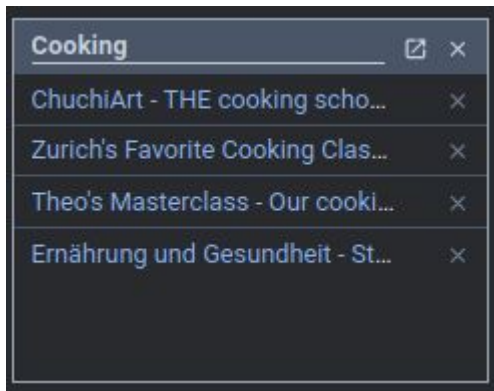 Cooking
ChuchiArt - THE cooking scho...
Zurich's Favorite Cooking Clas...
Theo's Masterclass - Our cooki...
Ernährung und Gesundheit - St...